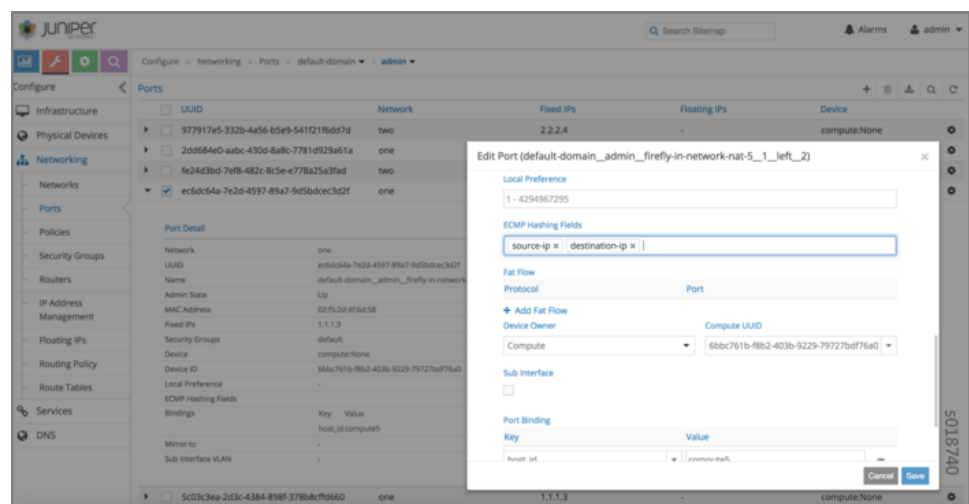 JUNIPER
NETWORKS
Search Sitemap
Alarms
admin
Configure > Networking > Ports > default-domain > admin
Configure
Ports
Infrastructure
Physical Devices
Networking
Networks
Ports
Policies
Security Groups
Routers
IP Address
Management
Floating IPs
Routing Policy
Route Tables
Services
DNS
UUID Network Fixed IPs Floating IPs Device
977917e5-332b-4a56-b5e9-541f21f6dd7d two 2.2.2.4 - compute:None
2dd684e0-aabc-430d-8a8c-7781d929a61a one
fe24d3bd-7ef8-482c-8c5e-e778a25a3fad two
ec6dc64a-7e2d-4597-89a7-9d5bdcec3d2f one
Port Detail
Network one
UUID ec6dc64a-7e2d-4597-89a7-9d5bdcec3d2f
Name default-domain__admin__firefly-in-network
Admin State Up
MAC Address 02:f5:2d:4f:6d:58
Fixed IPs 1.1.1.3
Security Groups default
Device compute:None
Device ID 6bbc761b-f8b2-403b-9229-79727bdf76a0
Local Preference -
ECMP Hashing Fields
Bindings Key Value
host_id compute5
Mirror to -
Sub Interface VLAN -
5c03c3ea-2d3c-4384-898f-378b8cffd660 one 1.1.1.3 - compute:None
Edit Port (default-domain__admin__firefly-in-network-nat-5__1__left__2)
Local Preference
1 - 4294967295
ECMP Hashing Fields
source-ip × destination-ip ×
Fat Flow
Protocol Port
+ Add Fat Flow
Device Owner Compute UUID
Compute 6bbc761b-f8b2-403b-9229-79727bdf76a0
Sub Interface
Port Binding
Key Value
host_id compute5
Cancel Save
S018740